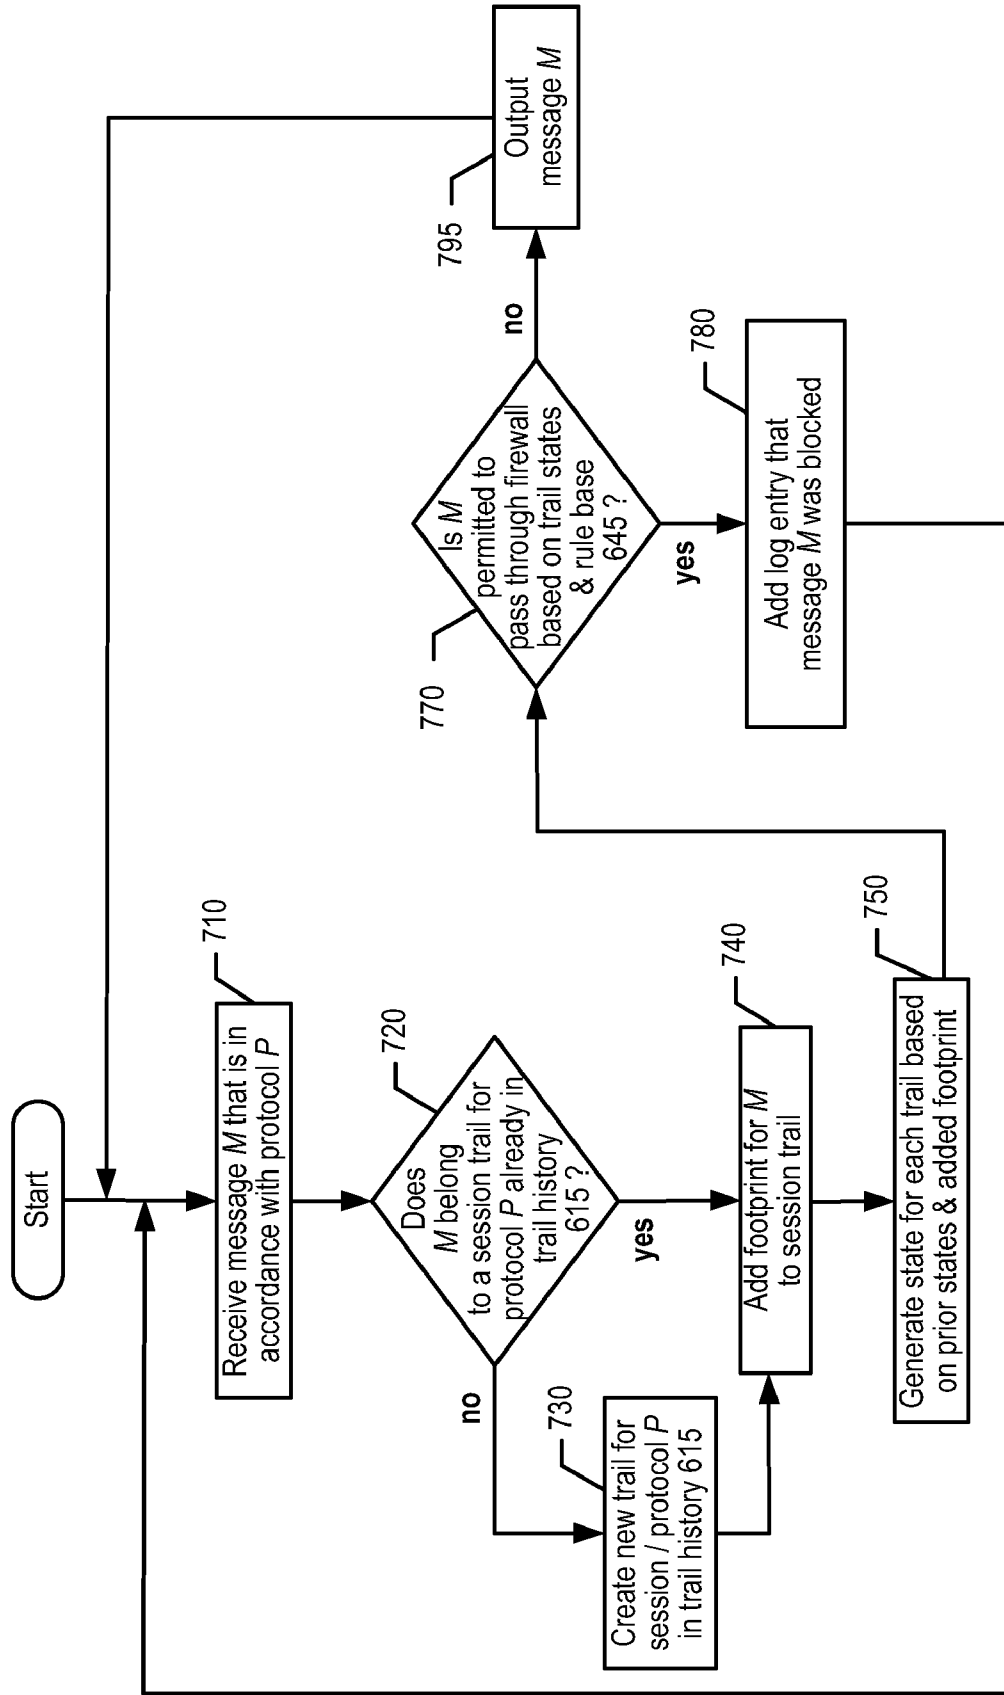 Start
710
Receive message M that is in
accordance with protocol P
720
Does
M belong
to a session trail for
protocol P already in
trail history
615 ?
no
yes
730
Create new trail for
session / protocol P
in trail history 615
740
Add footprint for M
to session trail
750
Generate state for each trail based
on prior states & added footprint
770
Is M
permitted to
pass through firewall
based on trail states
& rule base
645 ?
no
yes
780
Add log entry that
message M was blocked
795
Output
message M